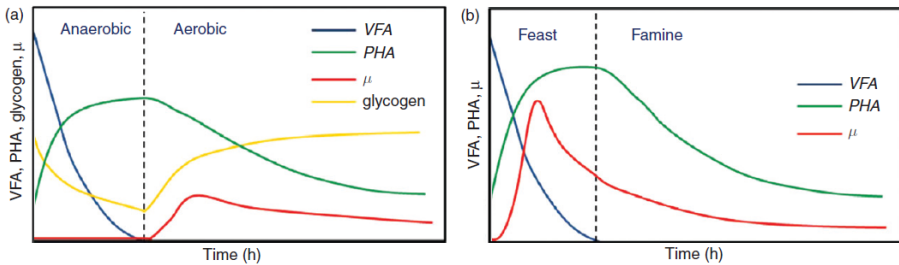 (a)
Anaerobic Aerobic
VFA
PHA
μ
glycogen
VFA, PHA, glycogen, μ
Time (h)
(b)
Feast Famine
VFA
PHA
μ
VFA, PHA, μ
Time (h)